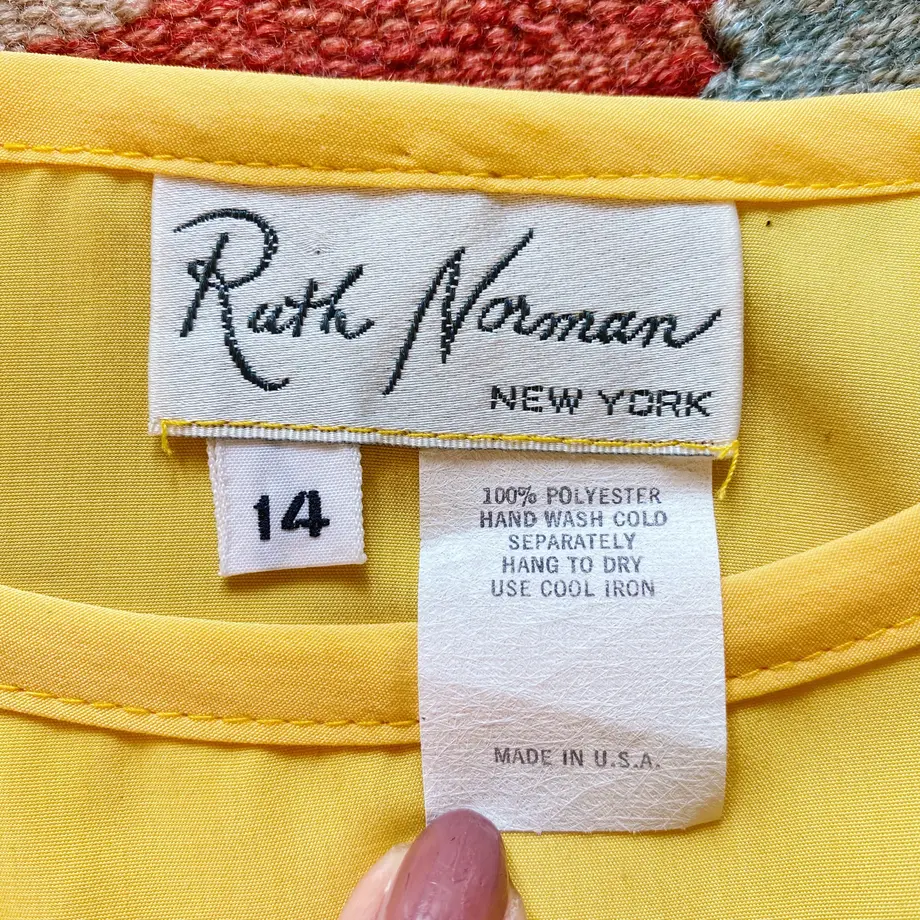 Ruth Norman
NEW YORK
14
100% POLYESTER
HAND WASH COLD
SEPARATELY
HANG TO DRY
USE COOL IRON
MADE IN U.S.A.